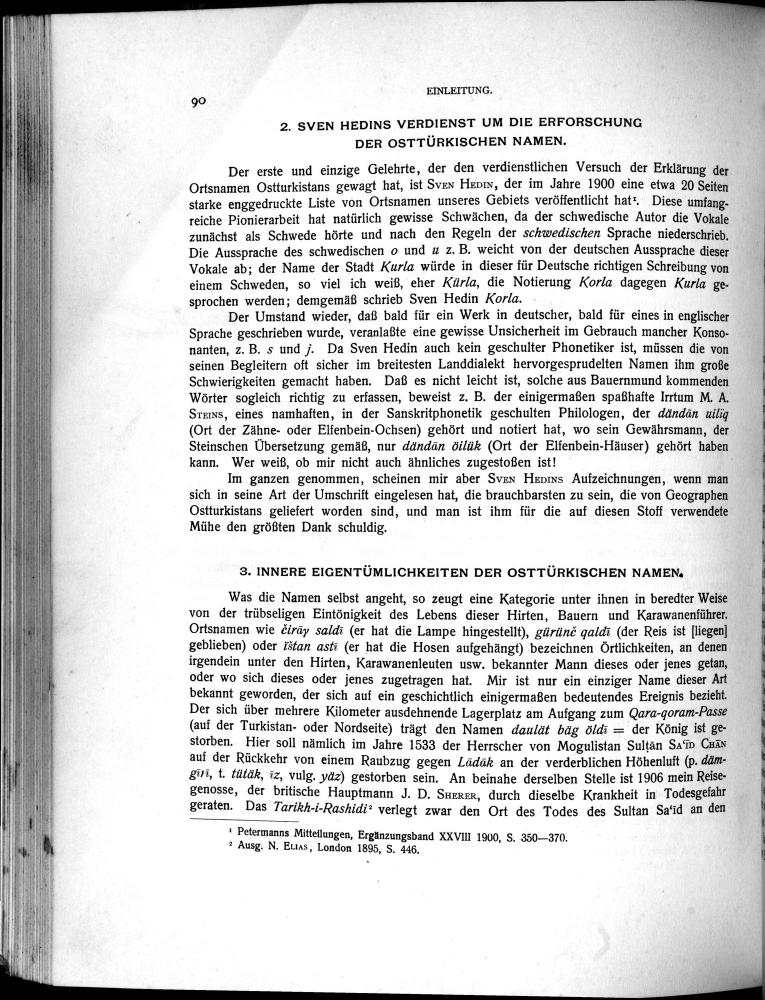 EINLEITUNG.
90
2. SVEN HEDINS VERDIENST UM DIE ERFORSCHUNG
DER OSTTÜRKISCHEN NAMEN.
Der erste und einzige Gelehrte, der den verdienstlichen Versuch der Erklärung der
Ortsnamen Ostturkistans gewagt hat, ist SVEN HEDIN, der im Jahre 1900 eine etwa 20 Seiten
starke enggedruckte Liste von Ortsnamen unseres Gebiets veröffentlicht hat¹. Diese umfang-
reiche Pionierarbeit hat natürlich gewisse Schwächen, da der schwedische Autor die Vokale
zunächst als Schwede hörte und nach den Regeln der schwedischen Sprache niederschrieb.
Die Aussprache des schwedischen o und u z. B. weicht von der deutschen Aussprache dieser
Vokale ab; der Name der Stadt Kurla würde in dieser für Deutsche richtigen Schreibung von
einem Schweden, so viel ich weiß, eher Kürla, die Notierung Korla dagegen Kurla ge-
sprochen werden; demgemäß schrieb Sven Hedin Korla.
Der Umstand wieder, daß bald für ein Werk in deutscher, bald für eines in englischer
Sprache geschrieben wurde, veranlaßte eine gewisse Unsicherheit im Gebrauch mancher Konso-
nanten, z. B. s und j. Da Sven Hedin auch kein geschulter Phonetiker ist, müssen die von
seinen Begleitern oft sicher im breitesten Landdialekt hervorgesprudelten Namen ihm große
Schwierigkeiten gemacht haben. Daß es nicht leicht ist, solche aus Bauernmund kommenden
Wörter sogleich richtig zu erfassen, beweist z. B. der einigermaßen spaßhafte Irrtum M. A.
STEINS, eines namhaften, in der Sanskritphonetik geschulten Philologen, der dändän uiliq
(Ort der Zähne- oder Elfenbein-Ochsen) gehört und notiert hat, wo sein Gewährsmann, der
Steinschen Übersetzung gemäß, nur dändän öilük (Ort der Elfenbein-Häuser) gehört haben
kann. Wer weiß, ob mir nicht auch ähnliches zugestoßen ist!
Im ganzen genommen, scheinen mir aber SVEN HEDINS Aufzeichnungen, wenn man
sich in seine Art der Umschrift eingelesen hat, die brauchbarsten zu sein, die von Geographen
Ostturkistans geliefert worden sind, und man ist ihm für die auf diesen Stoff verwendete
Mühe den größten Dank schuldig.
3. INNERE EIGENTÜMLICHKEITEN DER OSTTÜRKISCHEN NAMEN.
Was die Namen selbst angeht, so zeugt eine Kategorie unter ihnen in beredter Weise
von der trübseligen Eintönigkeit des Lebens dieser Hirten, Bauern und Karawanenführer.
Ortsnamen wie čirāγ saldï (er hat die Lampe hingestellt), gürünč qaldï (der Reis ist [liegen]
geblieben) oder ïštan astï (er hat die Hosen aufgehängt) bezeichnen Örtlichkeiten, an denen
irgendein unter den Hirten, Karawanenleuten usw. bekannter Mann dieses oder jenes getan,
oder wo sich dieses oder jenes zugetragen hat. Mir ist nur ein einziger Name dieser Art
bekannt geworden, der sich auf ein geschichtlich einigermaßen bedeutendes Ereignis bezieht.
Der sich über mehrere Kilometer ausdehnende Lagerplatz am Aufgang zum Qara-qoram-Passe
(auf der Turkistan- oder Nordseite) trägt den Namen daulät bäg öldï = der König ist ge-
storben. Hier soll nämlich im Jahre 1533 der Herrscher von Mogulistan Sulṭān SAʿĪD CHĀN
auf der Rückkehr von einem Raubzug gegen Lādāk an der verderblichen Höhenluft (p. däm-
gīrī, t. tütäk, ïz, vulg. yäz) gestorben sein. An beinahe derselben Stelle ist 1906 mein Reise-
genosse, der britische Hauptmann J. D. SHERER, durch dieselbe Krankheit in Todesgefahr
geraten. Das Tarikh-i-Rashidi² verlegt zwar den Ort des Todes des Sultan Saʿīd an den
¹ Petermanns Mitteilungen, Ergänzungsband XXVIII 1900, S. 350—370.
² Ausg. N. ELIAS, London 1895, S. 446.